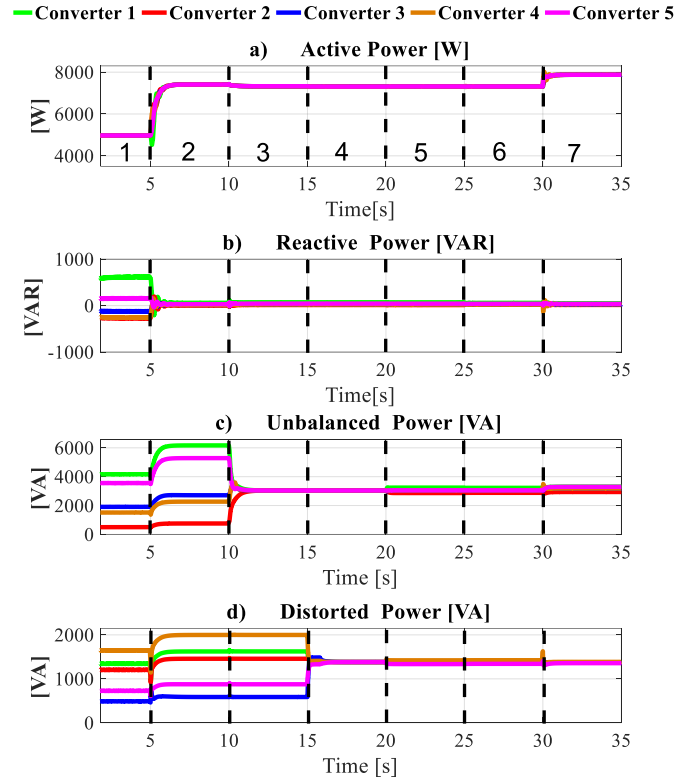 Converter 1 Converter 2 Converter 3 Converter 4 Converter 5
a) Active Power [W]
[W]
8000
6000
4000
1 2 3 4 5 6 7
5 10 15 20 25 30 35
Time[s]
b) Reactive Power [VAR]
[VAR]
1000
0
-1000
5 10 15 20 25 30 35
Time[s]
c) Unbalanced Power [VA]
[VA]
6000
4000
2000
0
5 10 15 20 25 30 35
Time [s]
d) Distorted Power [VA]
[VA]
2000
1000
0
5 10 15 20 25 30 35
Time [s]